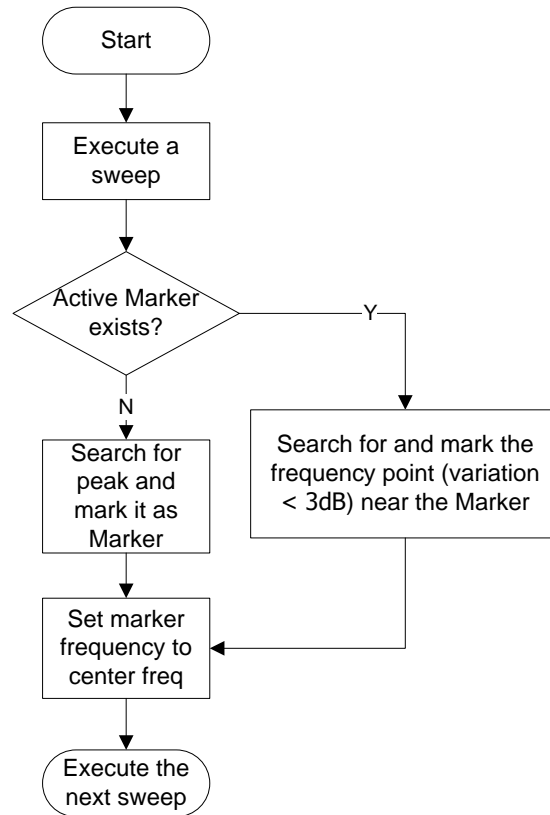 Start
Execute a
sweep
Active Marker
exists?
Y
N
Search for
peak and
mark it as
Marker
Search for and mark the
frequency point (variation
< 3dB) near the Marker
Set marker
frequency to
center freq
Execute the
next sweep